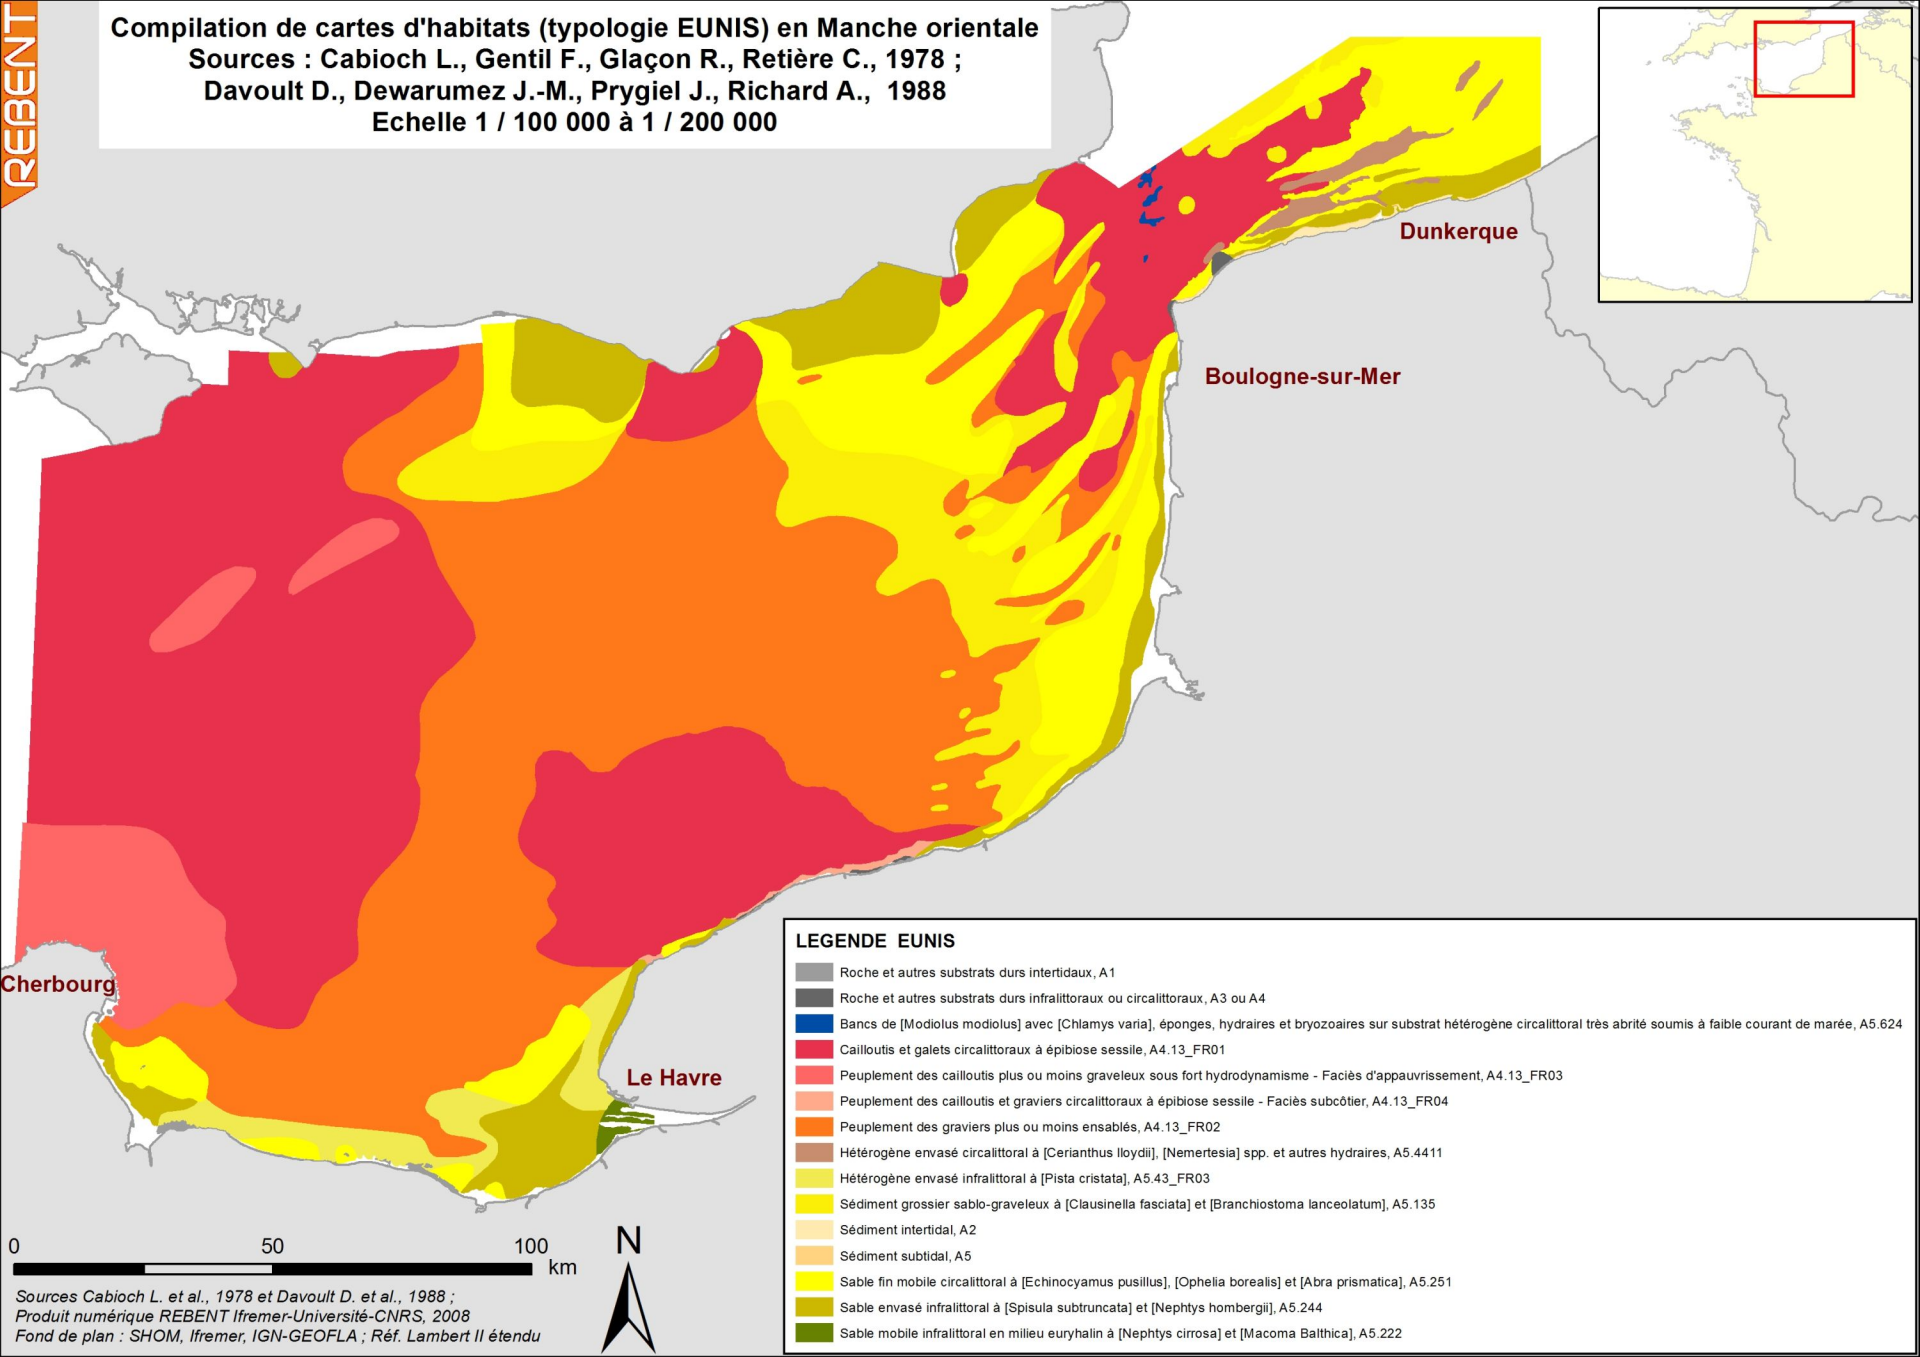 REBENT
Compilation de cartes d'habitats (typologie EUNIS) en Manche orientale
Sources : Cabioch L., Gentil F., Glaçon R., Retière C., 1978 ;
Davoult D., Dewarumez J.-M., Prygiel J., Richard A., 1988
Echelle 1 / 100 000 à 1 / 200 000
Dunkerque
Boulogne-sur-Mer
Cherbourg
Le Havre
LEGENDE EUNIS
Roche et autres substrats durs intertidaux, A1
Roche et autres substrats durs infralittoraux ou circalittoraux, A3 ou A4
Bancs de [Modiolus modiolus] avec [Chlamys varia], éponges, hydraires et bryozoaires sur substrat hétérogène circalittoral très abrité soumis à faible courant de marée, A5.624
Cailloutis et galets circalittoraux à épibiose sessile, A4.13_FR01
Peuplement des cailloutis plus ou moins graveleux sous fort hydrodynamisme - Faciès d'appauvrissement, A4.13_FR03
Peuplement des cailloutis et graviers circalittoraux à épibiose sessile - Faciès subcôtier, A4.13_FR04
Peuplement des graviers plus ou moins ensablés, A4.13_FR02
Hétérogène envasé circalittoral à [Cerianthus lloydii], [Nemertesia] spp. et autres hydraires, A5.4411
Hétérogène envasé infralittoral à [Pista cristata], A5.43_FR03
Sédiment grossier sablo-graveleux à [Clausinella fasciata] et [Branchiostoma lanceolatum], A5.135
Sédiment intertidal, A2
Sédiment subtidal, A5
Sable fin mobile circalittoral à [Echinocyamus pusillus], [Ophelia borealis] et [Abra prismatica], A5.251
Sable envasé infralittoral à [Spisula subtruncata] et [Nephtys hombergii], A5.244
Sable mobile infralittoral en milieu euryhalin à [Nephtys cirrosa] et [Macoma Balthica], A5.222
0 50 100
km
N
Sources Cabioch L. et al., 1978 et Davoult D. et al., 1988 ;
Produit numérique REBENT Ifremer-Université-CNRS, 2008
Fond de plan : SHOM, Ifremer, IGN-GEOFLA ; Réf. Lambert II étendu